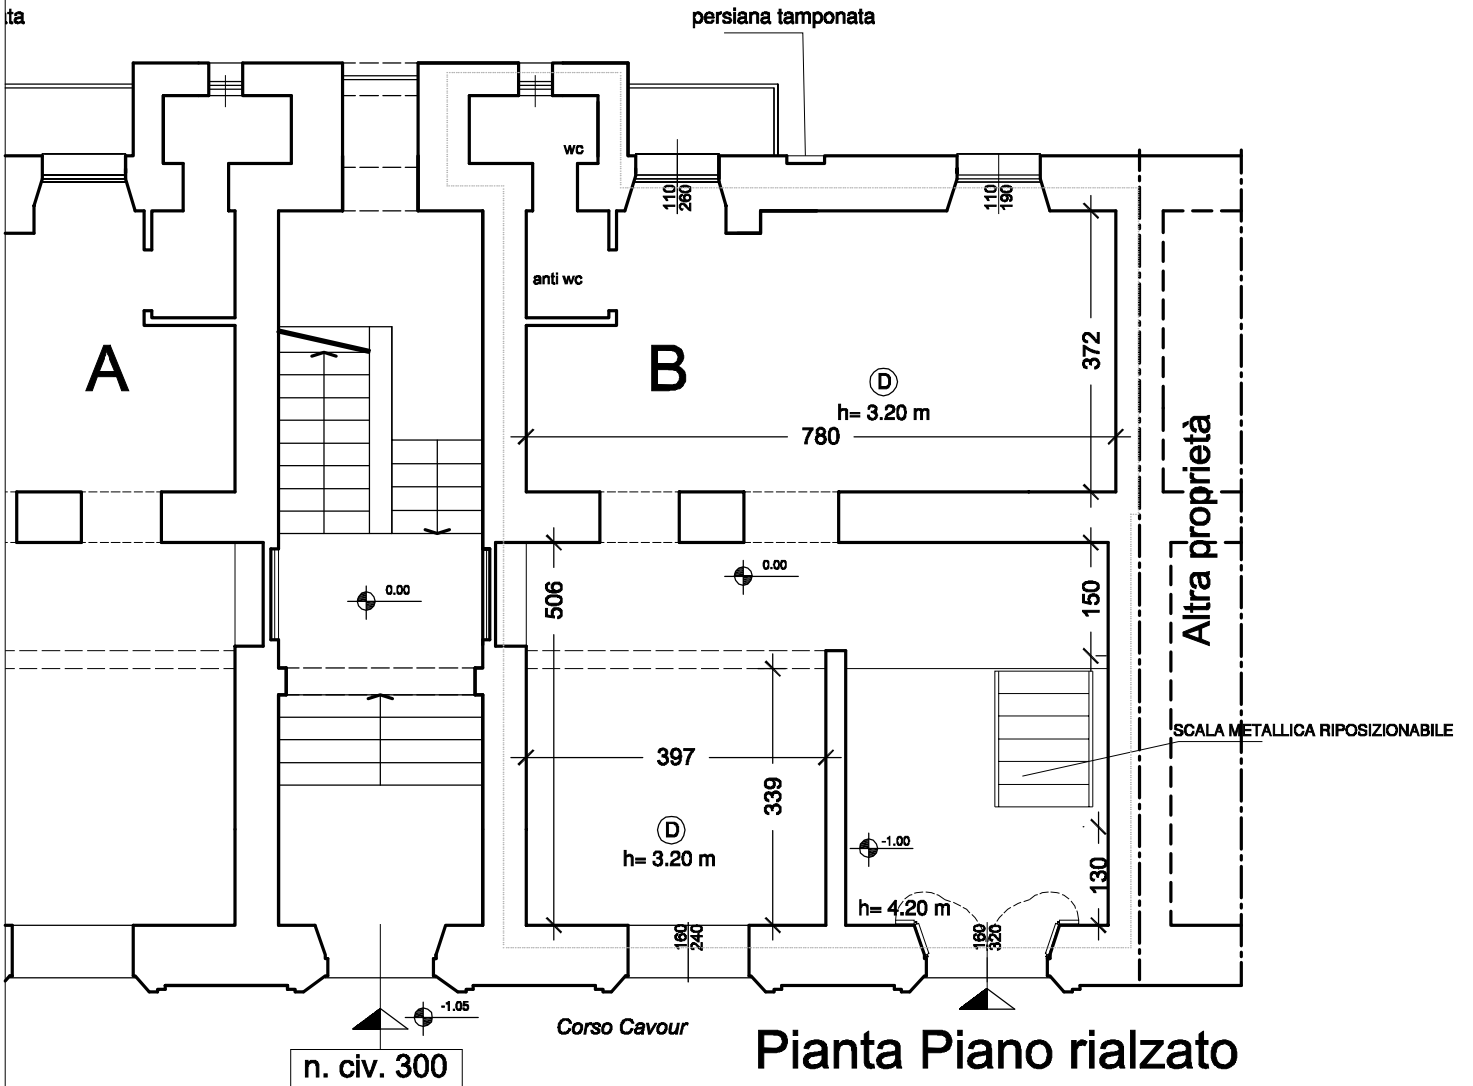 ta
persiana tamponata
wc
110
260
110
190
anti wc
A
B
372
D
h= 3.20 m
780
Altra proprietà
0.00
0.00
506
150
SCALA METALLICA RIPOSIZIONABILE
397
339
D
h= 3.20 m
-1.00
130
h= 4.20 m
160
240
160
320
-1.05
Corso Cavour
Pianta Piano rialzato
n. civ. 300